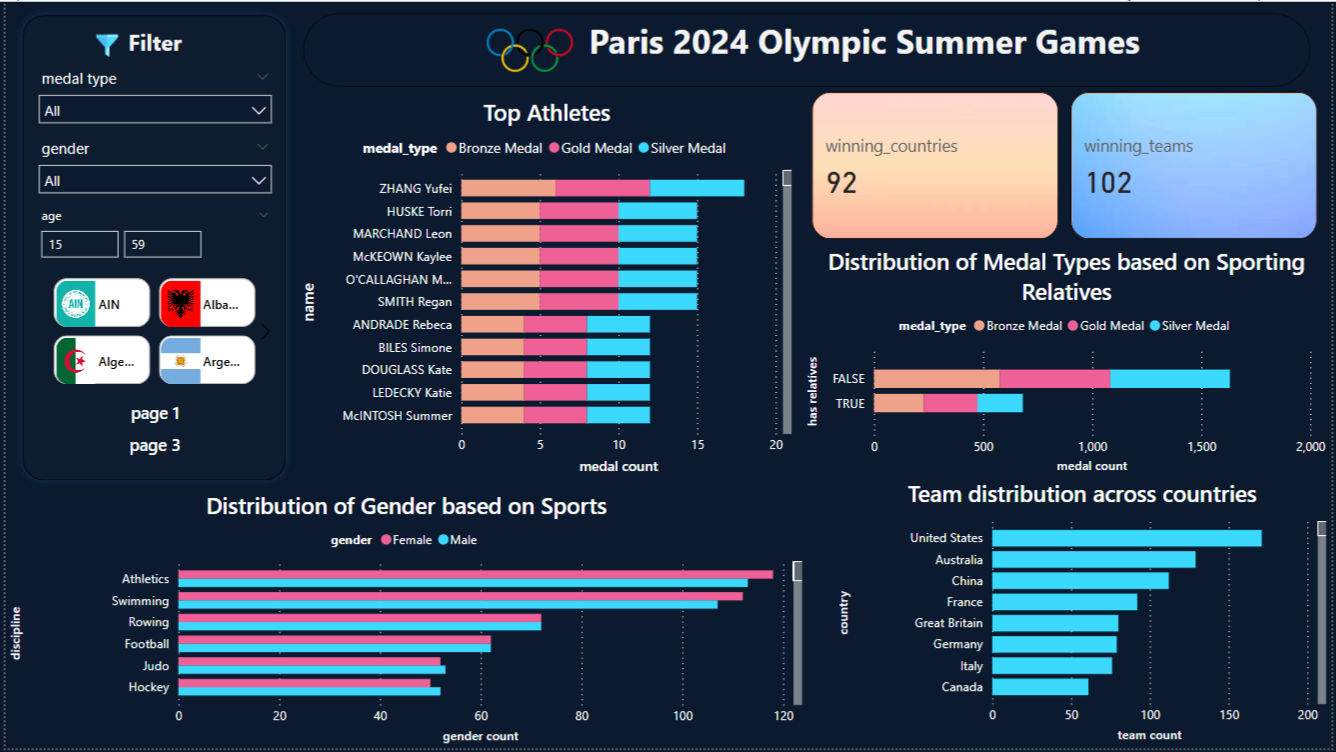 Filter
medal type
All
gender
All
age
15 59
AIN AIN Alba...
Alge... Arge...
page 1
page 3
Paris 2024 Olympic Summer Games
Top Athletes
medal_type Bronze Medal Gold Medal Silver Medal
name
ZHANG Yufei
HUSKE Torri
MARCHAND Leon
McKEOWN Kaylee
O'CALLAGHAN M...
SMITH Regan
ANDRADE Rebeca
BILES Simone
DOUGLASS Kate
LEDECKY Katie
McINTOSH Summer
0 5 10 15 20
medal count
winning_countries
92
winning_teams
102
Distribution of Medal Types based on Sporting
Relatives
medal_type Bronze Medal Gold Medal Silver Medal
has relatives
FALSE
TRUE
0 500 1,000 1,500 2,000
medal count
Distribution of Gender based on Sports
gender Female Male
discipline
Athletics
Swimming
Rowing
Football
Judo
Hockey
0 20 40 60 80 100 120
gender count
Team distribution across countries
country
United States
Australia
China
France
Great Britain
Germany
Italy
Canada
0 50 100 150 200
team count